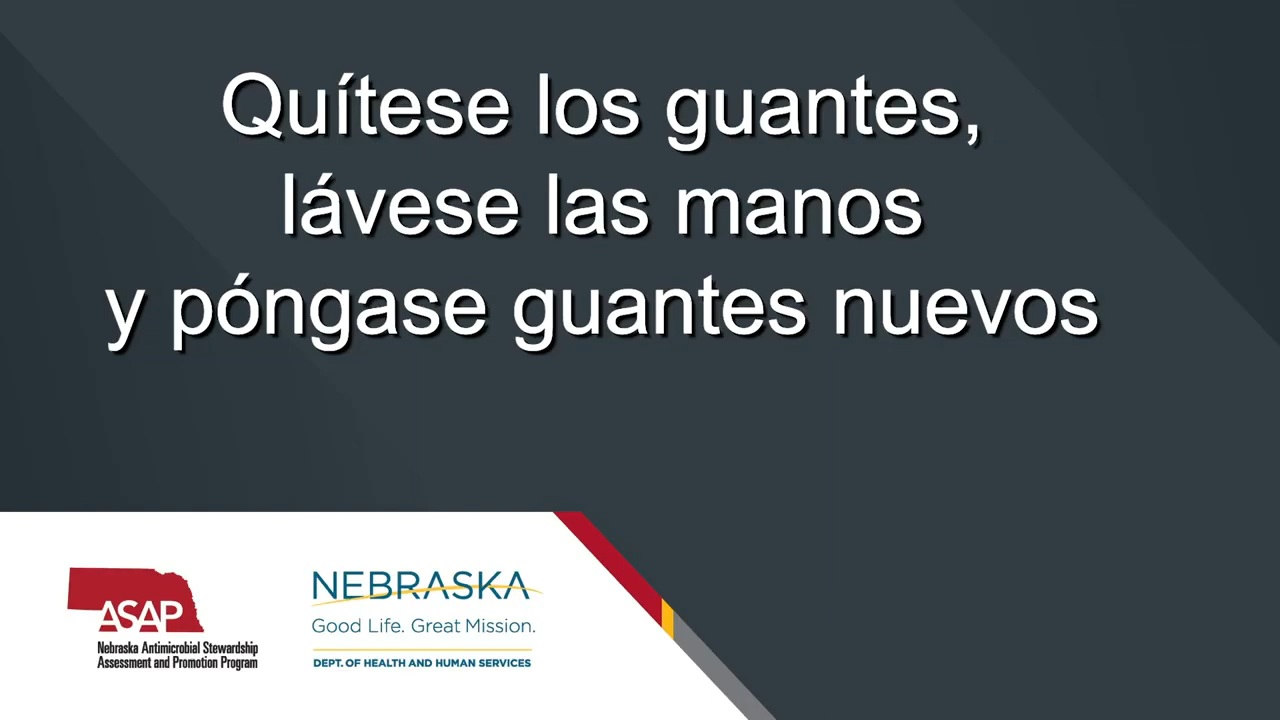 Quítese los guantes,
lávese las manos
y póngase guantes nuevos
ASAP
Nebraska Antimicrobial Stewardship
Assessment and Promotion Program
NEBRASKA
Good Life. Great Mission.
DEPT. OF HEALTH AND HUMAN SERVICES